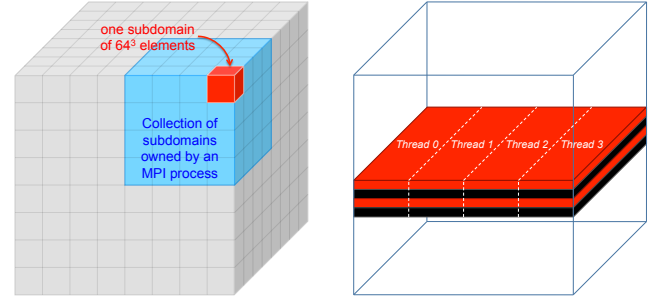 one subdomain
of 64³ elements
Collection of
subdomains
owned by an
MPI process
Thread 0 Thread 1 Thread 2 Thread 3